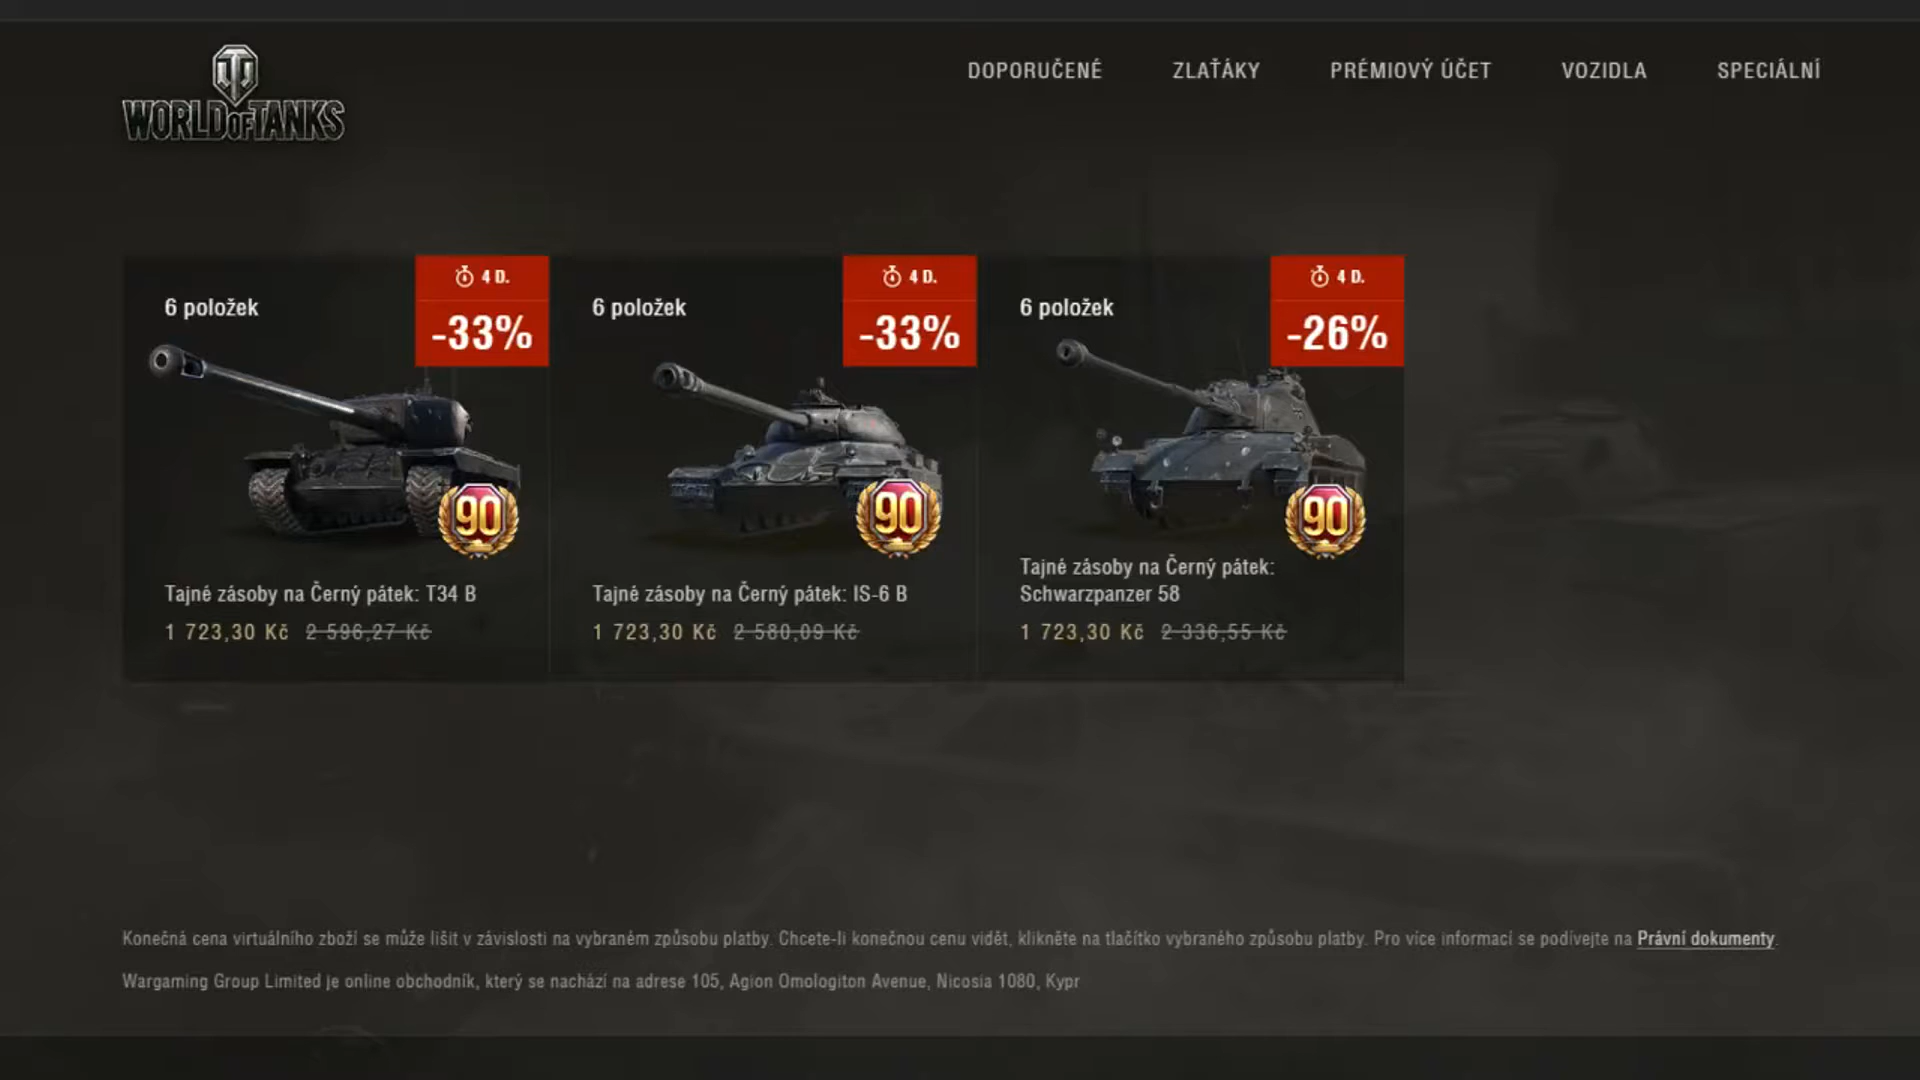 WORLD OF TANKS
DOPORUČENÉ
ZLAŤÁKY
PRÉMIOVÝ ÚČET
VOZIDLA
SPECIÁLNÍ
6 položek
4 D.
-33%
90
Tajné zásoby na Černý pátek: T34 B
1 723,30 Kč 2 596,27 Kč
6 položek
4 D.
-33%
90
Tajné zásoby na Černý pátek: IS-6 B
1 723,30 Kč 2 580,09 Kč
6 položek
4 D.
-26%
90
Tajné zásoby na Černý pátek:
Schwarzpanzer 58
1 723,30 Kč 2 336,55 Kč
Konečná cena virtuálního zboží se může lišit v závislosti na vybraném způsobu platby. Chcete-li konečnou cenu vidět, klikněte na tlačítko vybraného způsobu platby. Pro více informací se podívejte na Právní dokumenty.
Wargaming Group Limited je online obchodník, který se nachází na adrese 105, Agion Omologiton Avenue, Nicosia 1080, Kypr